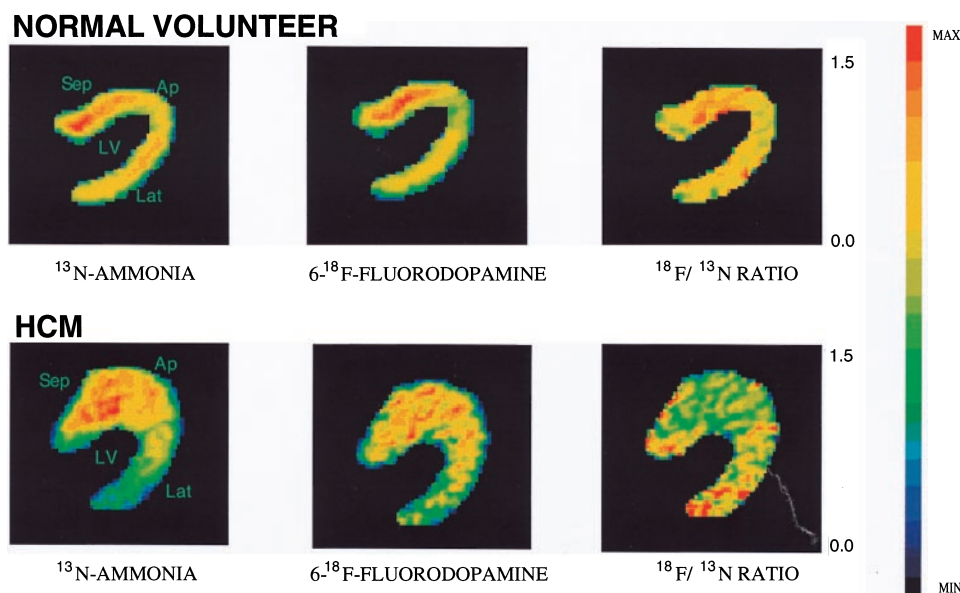 NORMAL VOLUNTEER
MAX
1.5
Sep
Ap
LV
Lat
0.0
13N-AMMONIA
6-18F-FLUORODOPAMINE
18F/ 13N RATIO
HCM
1.5
Sep
Ap
LV
Lat
0.0
13N-AMMONIA
6-18F-FLUORODOPAMINE
18F/ 13N RATIO
MIN